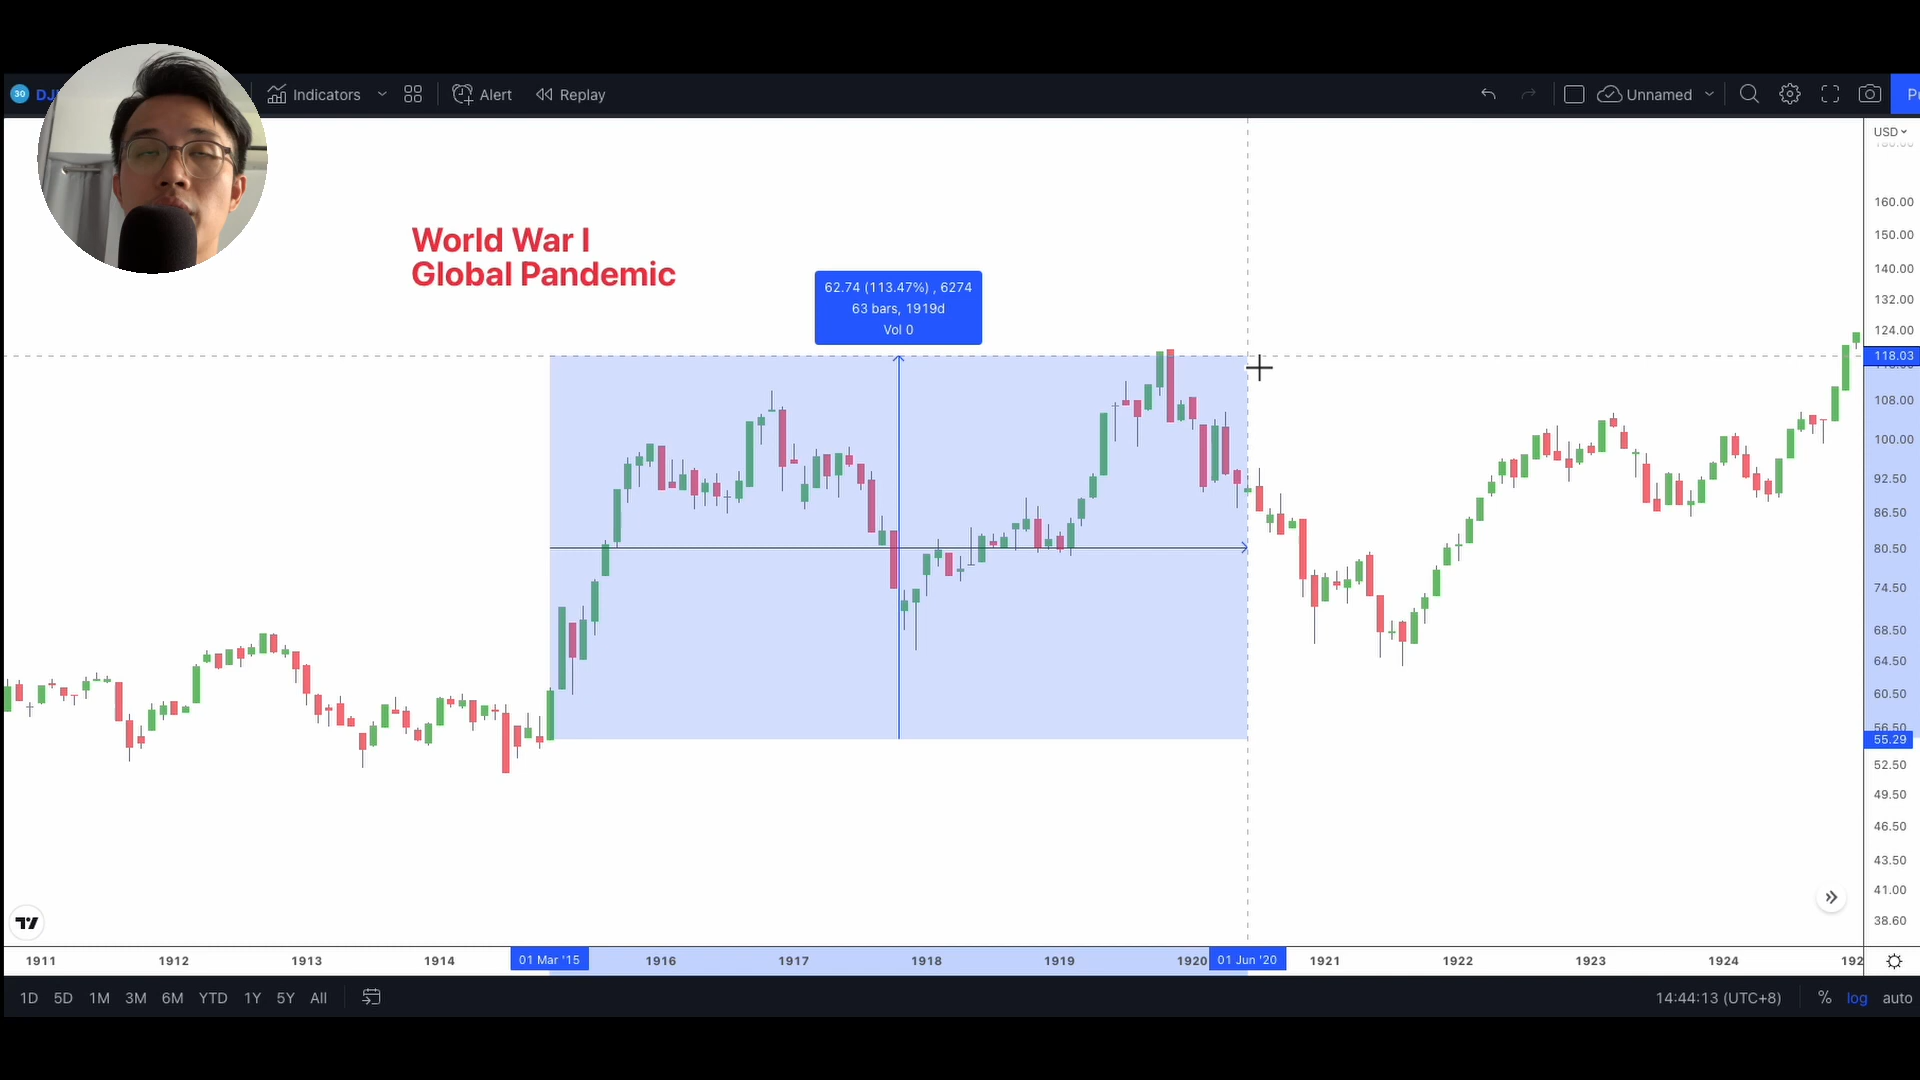 30 DJ Indicators Alert Replay Unnamed
USD
World War I
Global Pandemic
62.74 (113.47%) , 6274
63 bars, 1919d
Vol 0
160.00
150.00
140.00
132.00
124.00
118.03
108.00
100.00
92.50
86.50
80.50
74.50
68.50
64.50
60.50
56.50
55.29
52.50
49.50
46.50
43.50
41.00
38.60
1911 1912 1913 1914 01 Mar '15 1916 1917 1918 1919 1920 01 Jun '20 1921 1922 1923 1924 192
1D 5D 1M 3M 6M YTD 1Y 5Y All 14:44:13 (UTC+8) % log auto